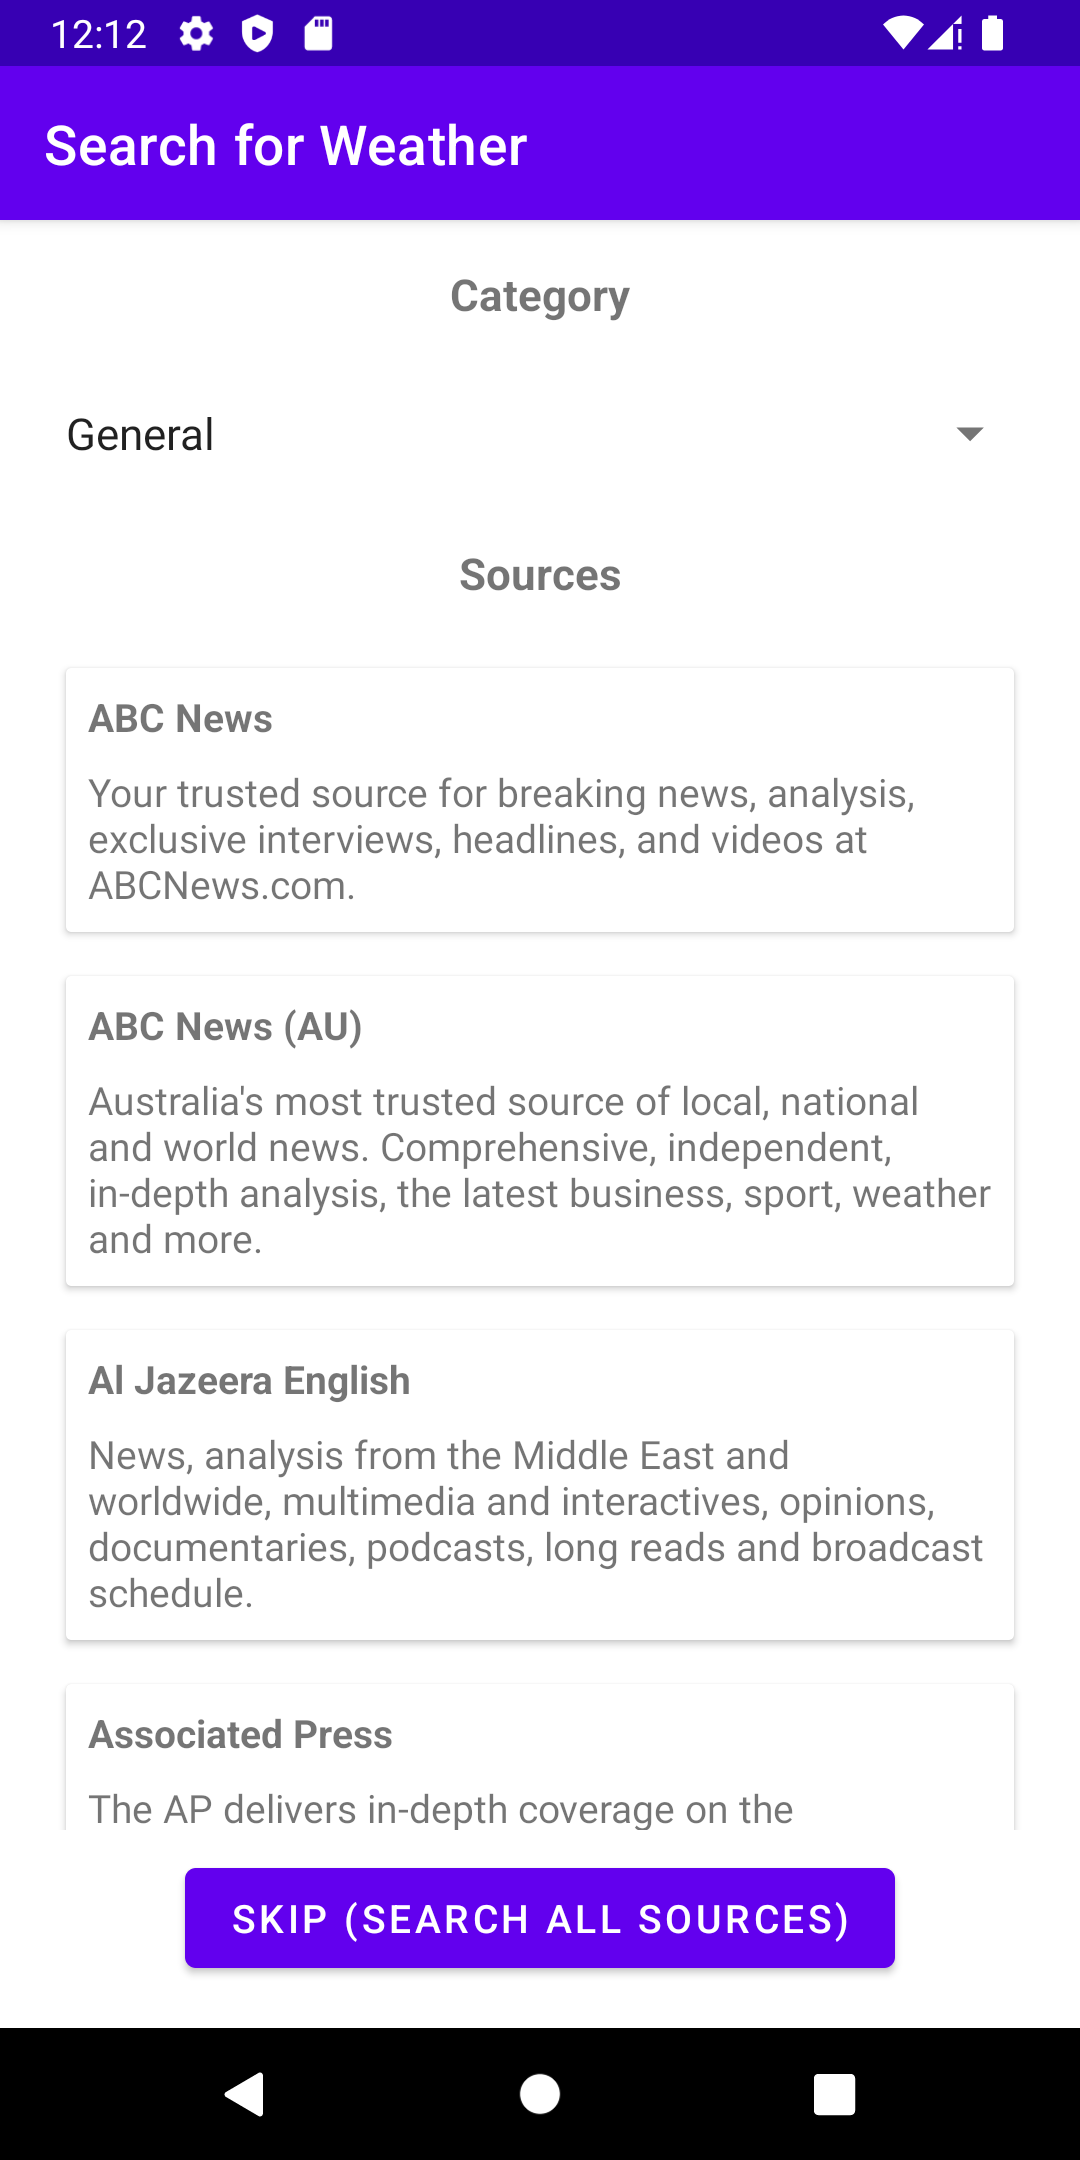 12:12
Search for Weather
Category
General
Sources
ABC News
Your trusted source for breaking news, analysis,
exclusive interviews, headlines, and videos at
ABCNews.com.
ABC News (AU)
Australia's most trusted source of local, national
and world news. Comprehensive, independent,
in-depth analysis, the latest business, sport, weather
and more.
Al Jazeera English
News, analysis from the Middle East and
worldwide, multimedia and interactives, opinions,
documentaries, podcasts, long reads and broadcast
schedule.
Associated Press
The AP delivers in-depth coverage on the
SKIP (SEARCH ALL SOURCES)